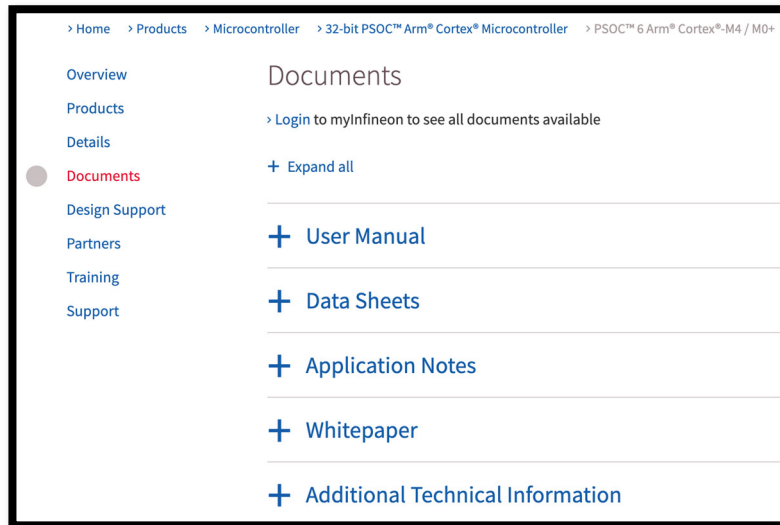 > Home > Products > Microcontroller > 32-bit PSOC™ Arm® Cortex® Microcontroller > PSOC™ 6 Arm® Cortex®-M4 / M0+
Overview
Products
Details
Documents
Design Support
Partners
Training
Support
Documents
> Login to myInfineon to see all documents available
+ Expand all
+ User Manual
+ Data Sheets
+ Application Notes
+ Whitepaper
+ Additional Technical Information